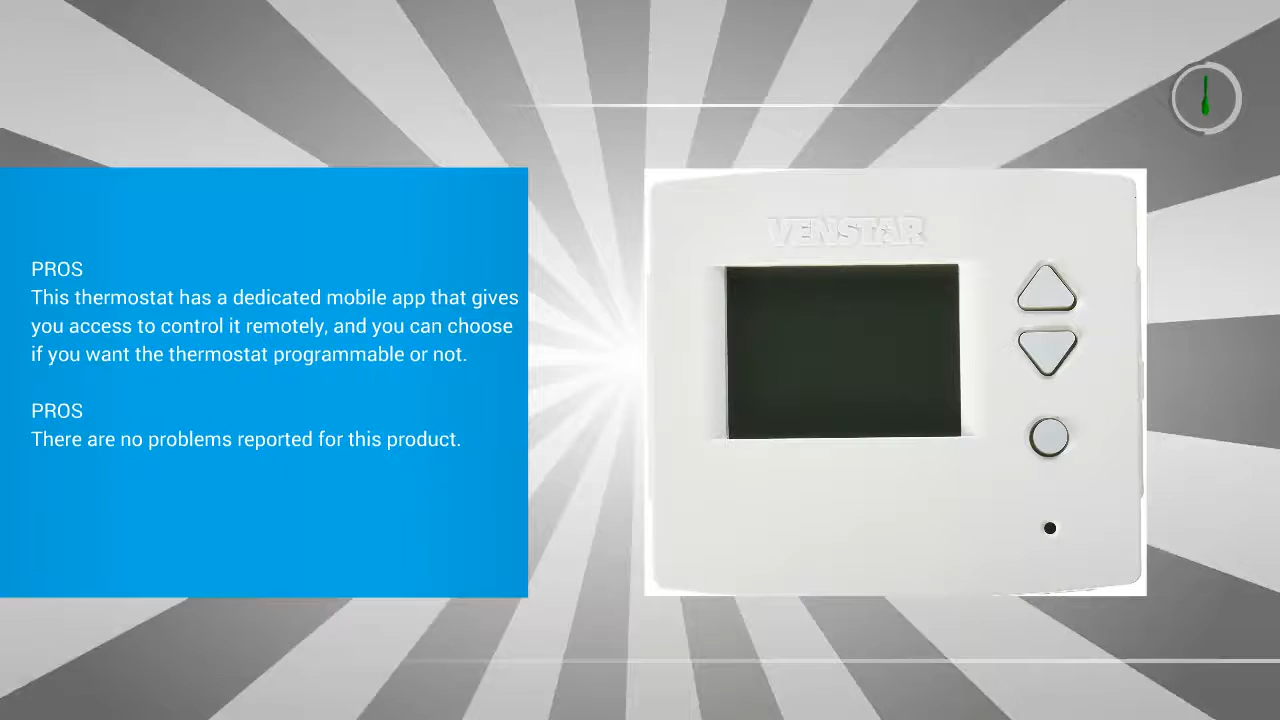 PROS
This thermostat has a dedicated mobile app that gives
you access to control it remotely, and you can choose
if you want the thermostat programmable or not.
PROS
There are no problems reported for this product.
VENSTAR